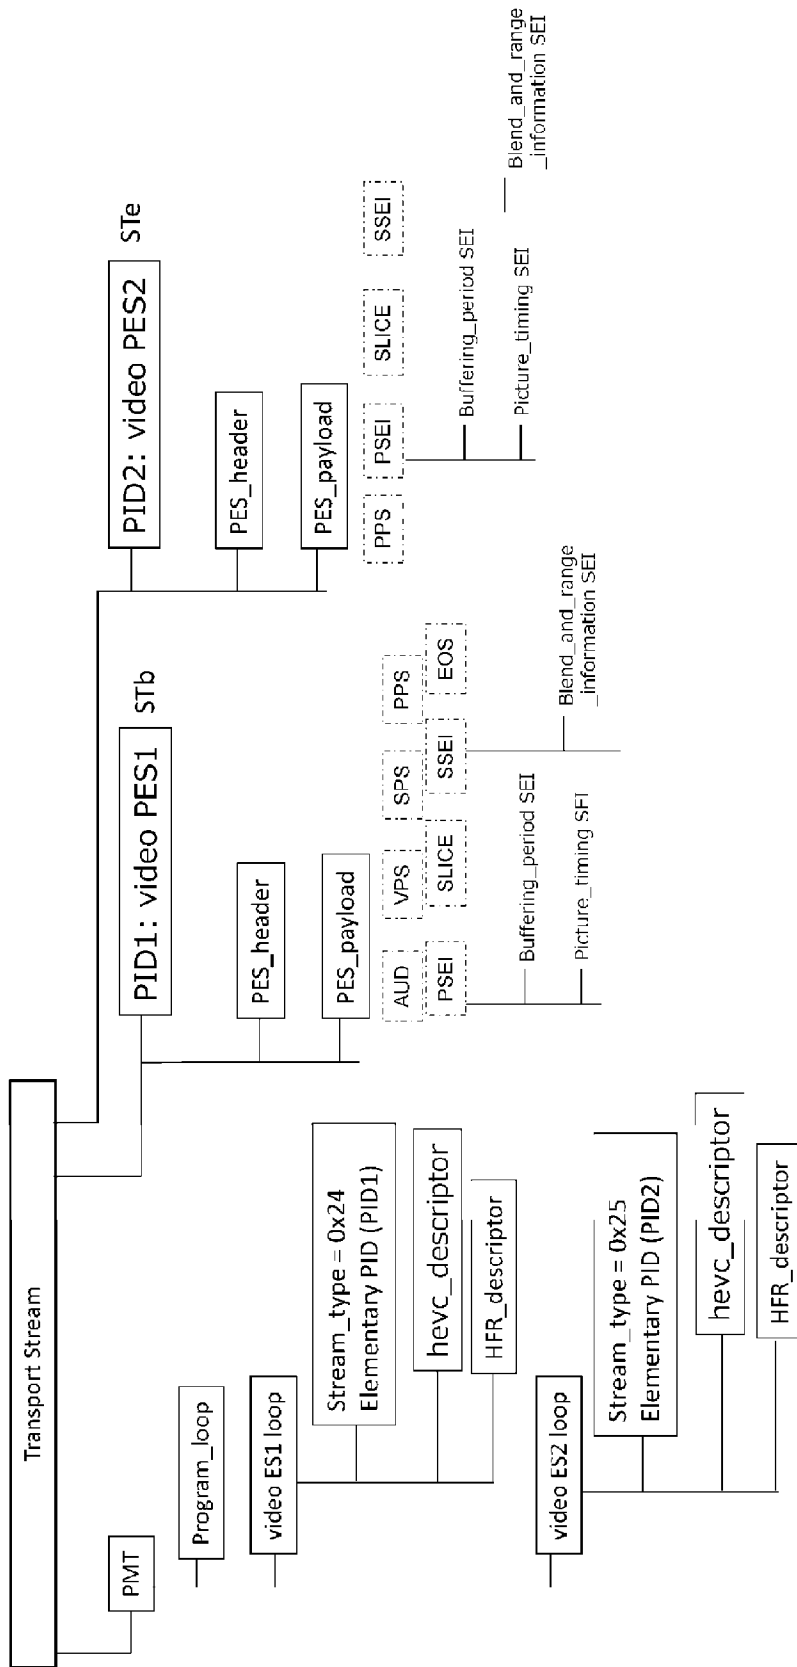 Transport Stream
PMT
Program_loop
video ES1 loop
Stream_type = 0x24
Elementary PID (PID1)
hevc_descriptor
HFR_descriptor
video ES2 loop
Stream_type = 0x25
Elementary PID (PID2)
hevc_descriptor
HFR_descriptor
PID1: video PES1
STb
PES_header
PES_payload
AUD
VPS
SPS
PPS
PSEI
SLICE
SSEI
EOS
Buffering_period SEI
Picture_timing SFI
Blend_and_range
_information SEI
PID2: video PES2
STe
PES_header
PES_payload
PPS
PSEI
SLICE
SSEI
Buffering_period SEI
Picture_timing SEI
Blend_and_range
_information SEI